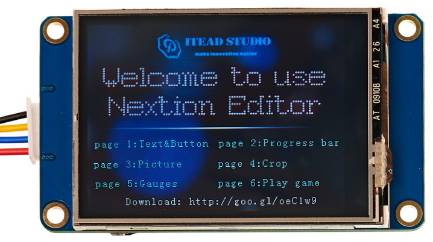 ITEAD STUDIO
make innovation easier
Welcome to use
Nextion Editor
page 1:Text&Button page 2:Progress bar
page 3:Picture page 4:Crop
page 5:Gauges page 6:Play game
Download: http://goo.gl/oeClw9
A4
A1 26
AT 0910B